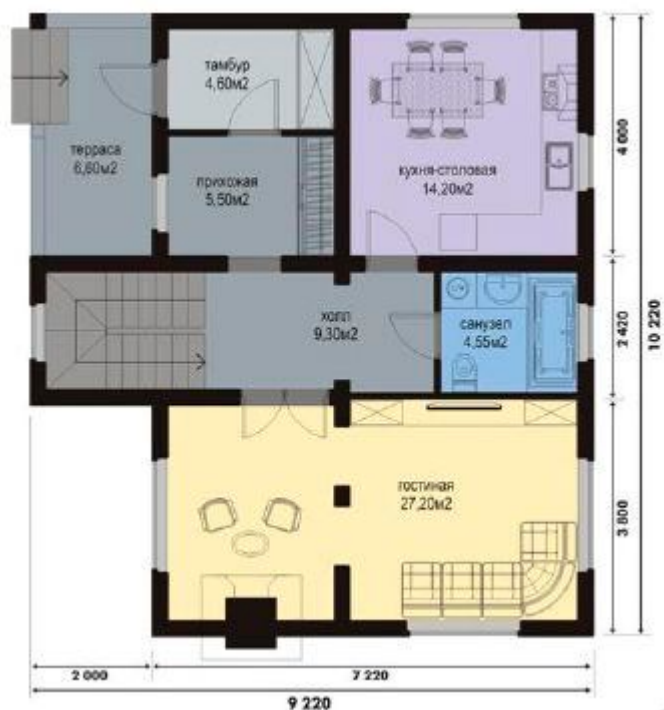 тамбур
4,60м2
терраса
6,60м2
прихожая
5,50м2
кухня-столовая
14,20м2
холл
9,30м2
санузел
4,55м2
гостиная
27,20м2
4 000
2 420
3 800
10 220
2 000
7 220
9 220